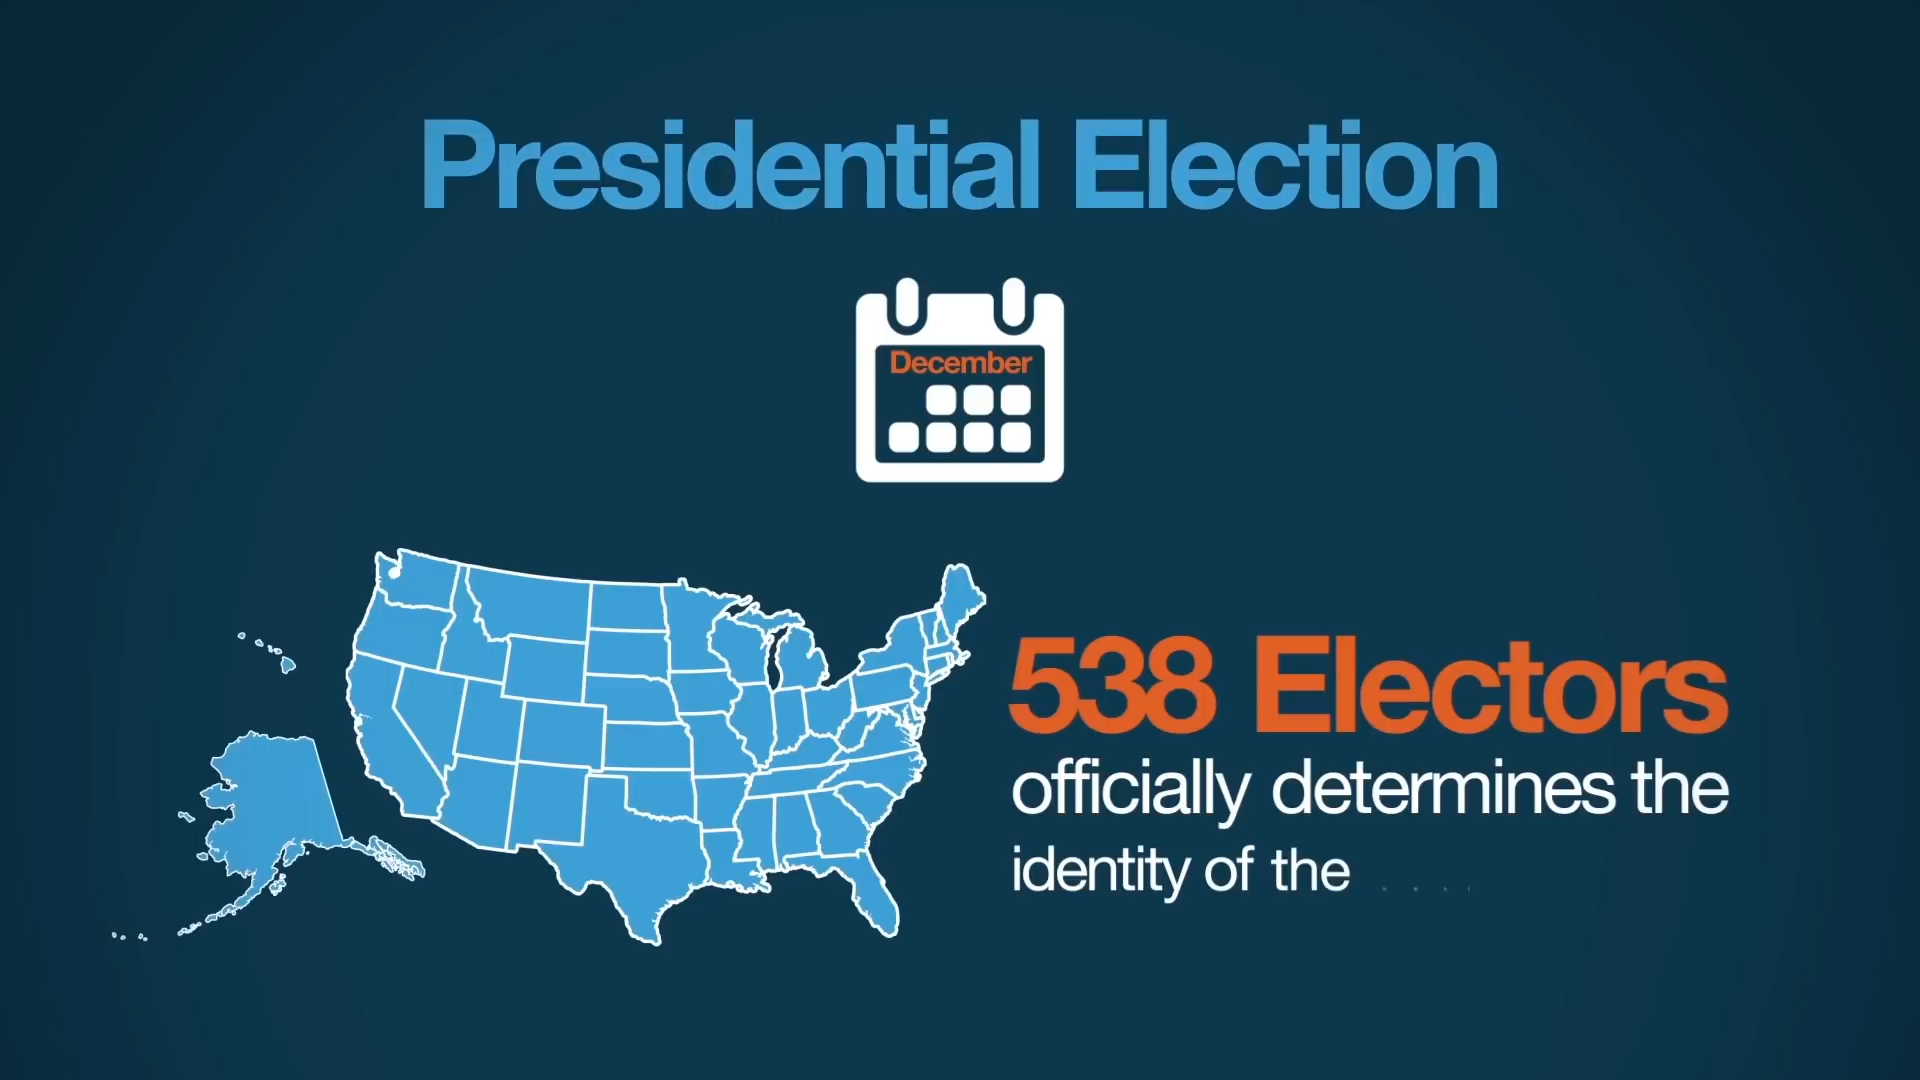 Presidential Election
December
538 Electors
officially determines the
identity of the